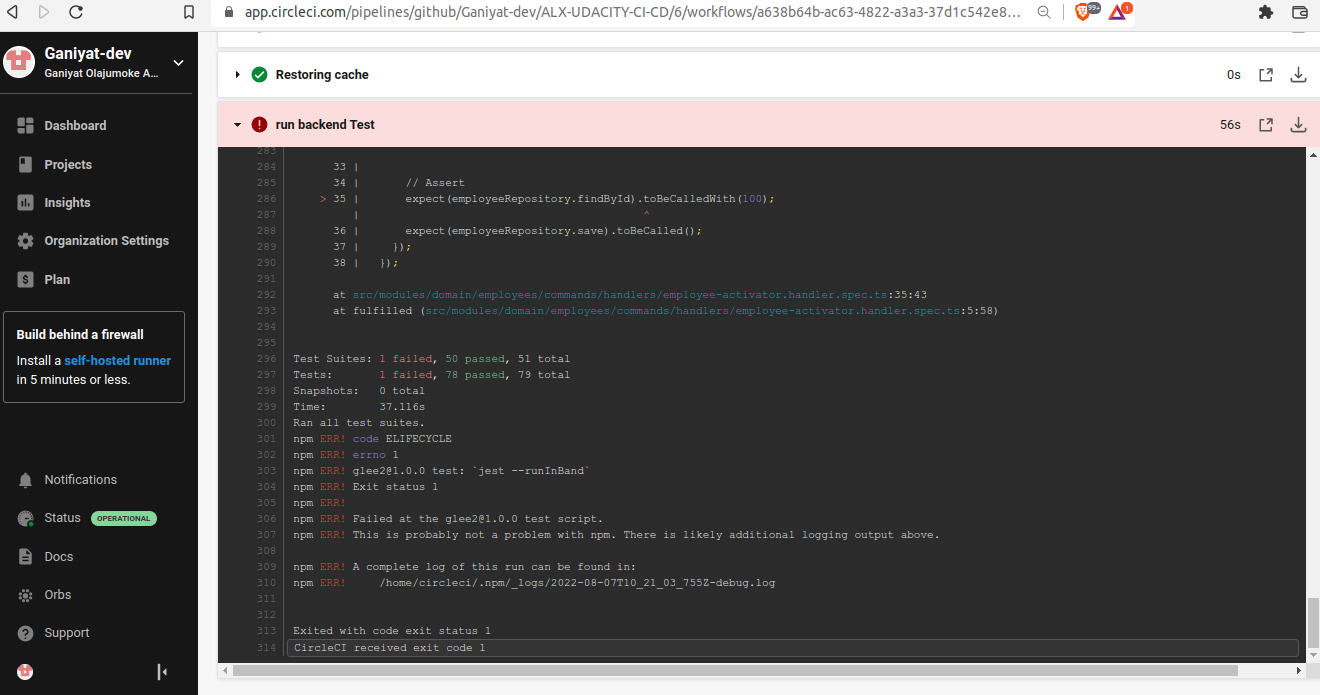 app.circleci.com/pipelines/github/Ganiyat-dev/ALX-UDACITY-CI-CD/6/workflows/a638b64b-ac63-4822-a3a3-37d1c542e8...
99+
1
Ganiyat-dev
Ganiyat Olajumoke A...
Dashboard
Projects
Insights
Organization Settings
Plan
Build behind a firewall
Install a self-hosted runner
in 5 minutes or less.
Notifications
Status OPERATIONAL
Docs
Orbs
Support
Restoring cache 0s
run backend Test 56s
283
284 33 |
285 34 | // Assert
286 > 35 | expect(employeeRepository.findById).toBeCalledWith(100);
287 | ^
288 36 | expect(employeeRepository.save).toBeCalled();
289 37 | });
290 38 | });
291
292 at src/modules/domain/employees/commands/handlers/employee-activator.handler.spec.ts:35:43
293 at fulfilled (src/modules/domain/employees/commands/handlers/employee-activator.handler.spec.ts:5:58)
294
295
296 Test Suites: 1 failed, 50 passed, 51 total
297 Tests: 1 failed, 78 passed, 79 total
298 Snapshots: 0 total
299 Time: 37.116s
300 Ran all test suites.
301 npm ERR! code ELIFECYCLE
302 npm ERR! errno 1
303 npm ERR! glee2@1.0.0 test: `jest --runInBand`
304 npm ERR! Exit status 1
305 npm ERR!
306 npm ERR! Failed at the glee2@1.0.0 test script.
307 npm ERR! This is probably not a problem with npm. There is likely additional logging output above.
308
309 npm ERR! A complete log of this run can be found in:
310 npm ERR! /home/circleci/.npm/_logs/2022-08-07T10_21_03_755Z-debug.log
311
312
313 Exited with code exit status 1
314 CircleCI received exit code 1